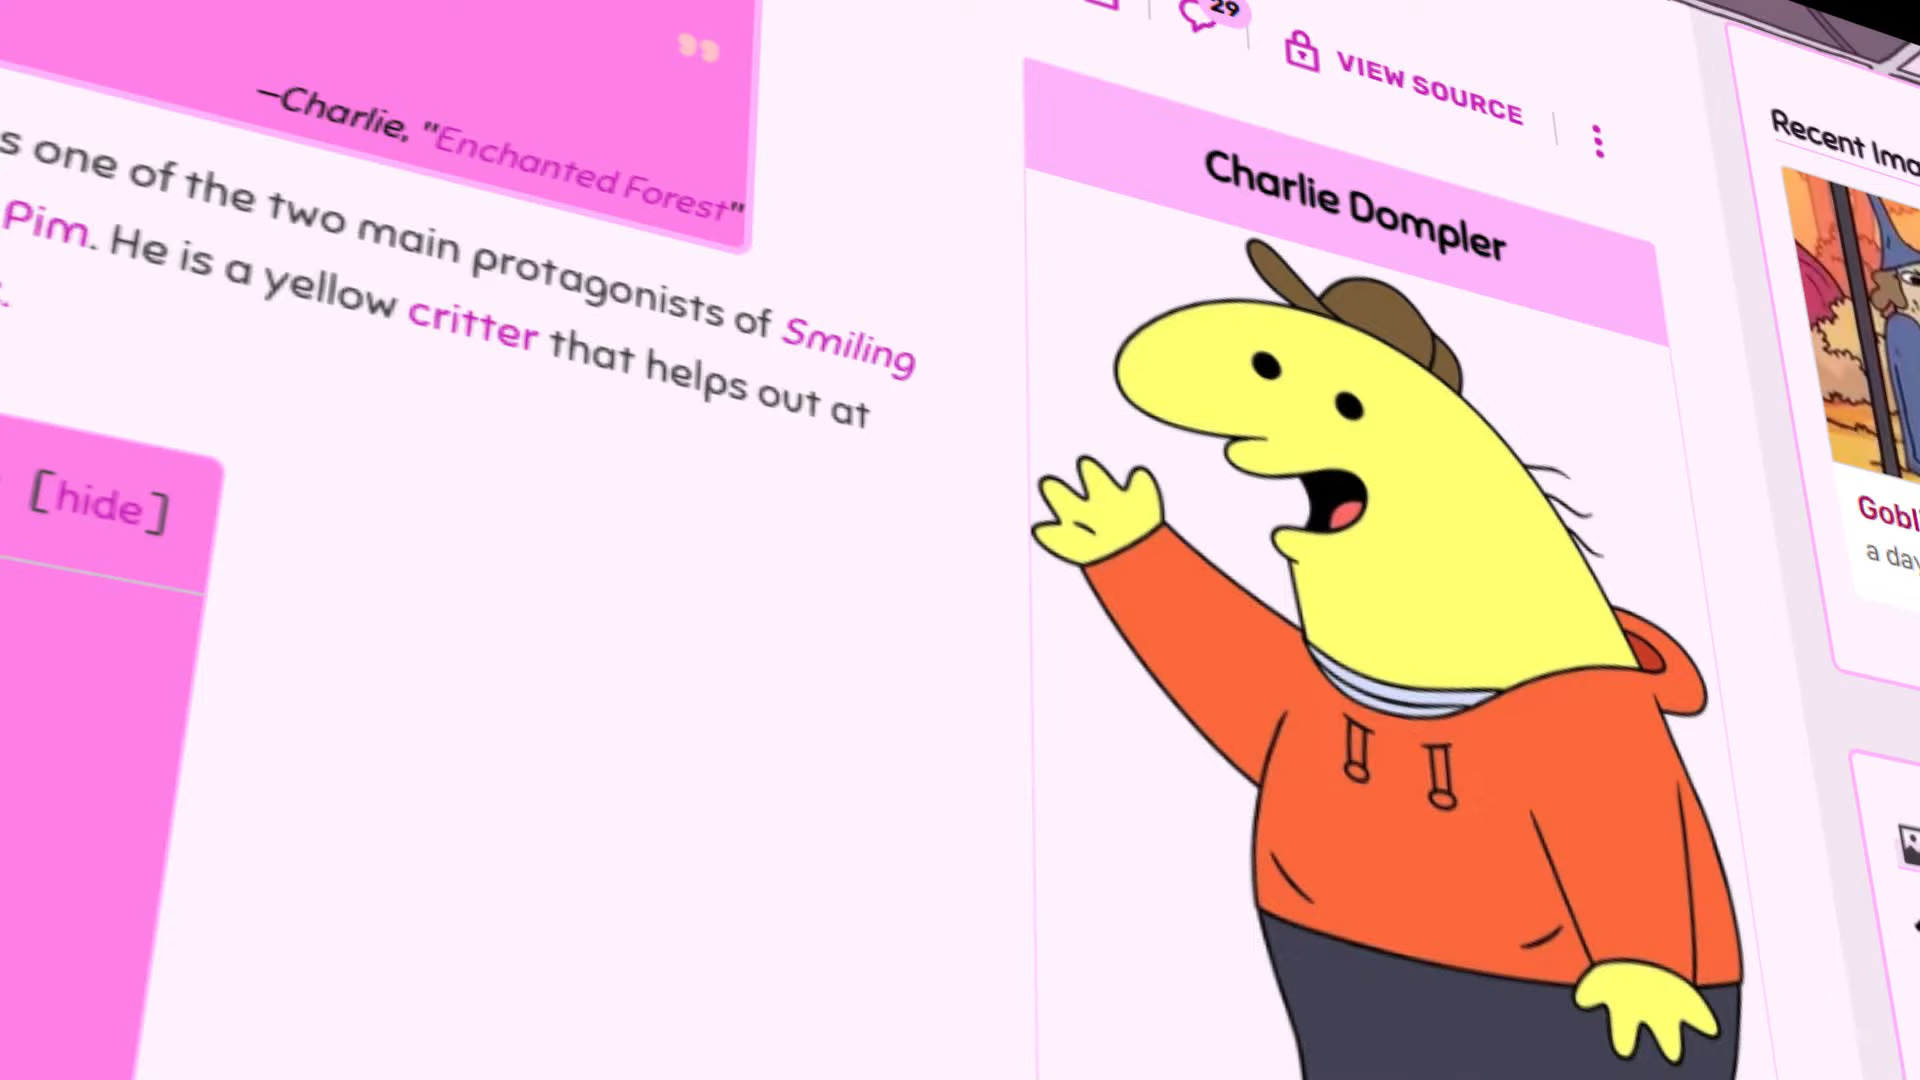 29
VIEW SOURCE
–Charlie, "Enchanted Forest"
s one of the two main protagonists of Smiling
Pim. He is a yellow critter that helps out at
[hide]
Charlie Dompler
Recent Ima
Gobl
a day